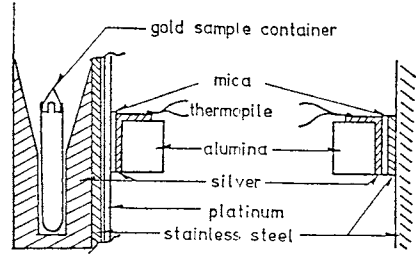 gold sample container
mica
thermopile
alumina
silver
platinum
stainless steel